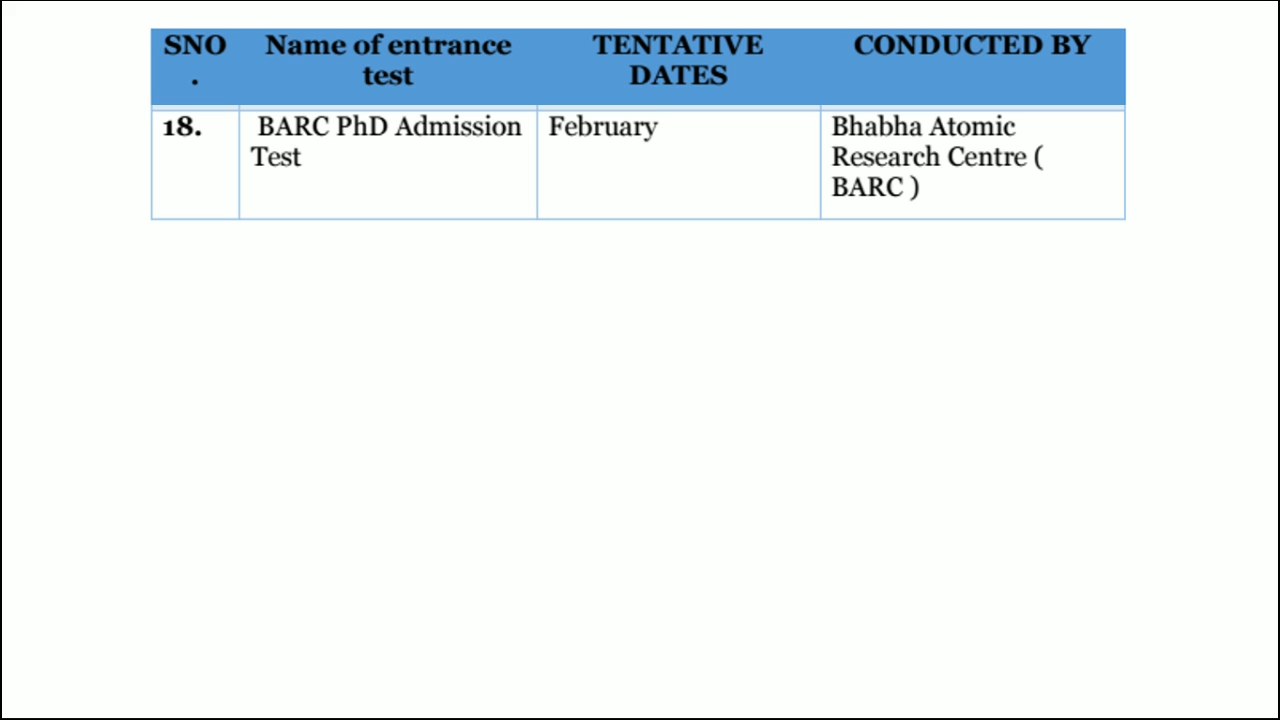 SNO
.
Name of entrance
test
TENTATIVE
DATES
CONDUCTED BY
18.
BARC PhD Admission
Test
February
Bhabha Atomic
Research Centre (
BARC )